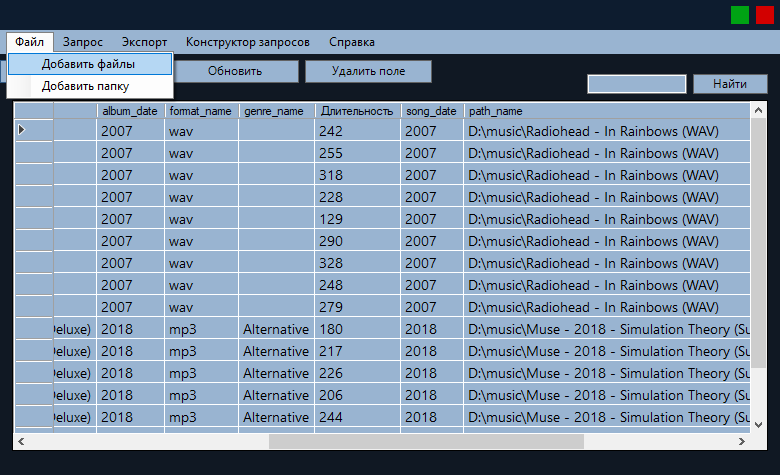 Файл Запрос Экспорт Конструктор запросов Справка
Добавить файлы Обновить Удалить поле
Добавить папку Найти
album_date format_name genre_name Длительность song_date path_name
2007 wav 242 2007 D:\music\Radiohead - In Rainbows (WAV)
2007 wav 255 2007 D:\music\Radiohead - In Rainbows (WAV)
2007 wav 318 2007 D:\music\Radiohead - In Rainbows (WAV)
2007 wav 228 2007 D:\music\Radiohead - In Rainbows (WAV)
2007 wav 129 2007 D:\music\Radiohead - In Rainbows (WAV)
2007 wav 290 2007 D:\music\Radiohead - In Rainbows (WAV)
2007 wav 328 2007 D:\music\Radiohead - In Rainbows (WAV)
2007 wav 248 2007 D:\music\Radiohead - In Rainbows (WAV)
2007 wav 279 2007 D:\music\Radiohead - In Rainbows (WAV)
eluxe) 2018 mp3 Alternative 180 2018 D:\music\Muse - 2018 - Simulation Theory (Su
eluxe) 2018 mp3 Alternative 217 2018 D:\music\Muse - 2018 - Simulation Theory (Su
eluxe) 2018 mp3 Alternative 226 2018 D:\music\Muse - 2018 - Simulation Theory (Su
eluxe) 2018 mp3 Alternative 206 2018 D:\music\Muse - 2018 - Simulation Theory (Su
eluxe) 2018 mp3 Alternative 244 2018 D:\music\Muse - 2018 - Simulation Theory (Su